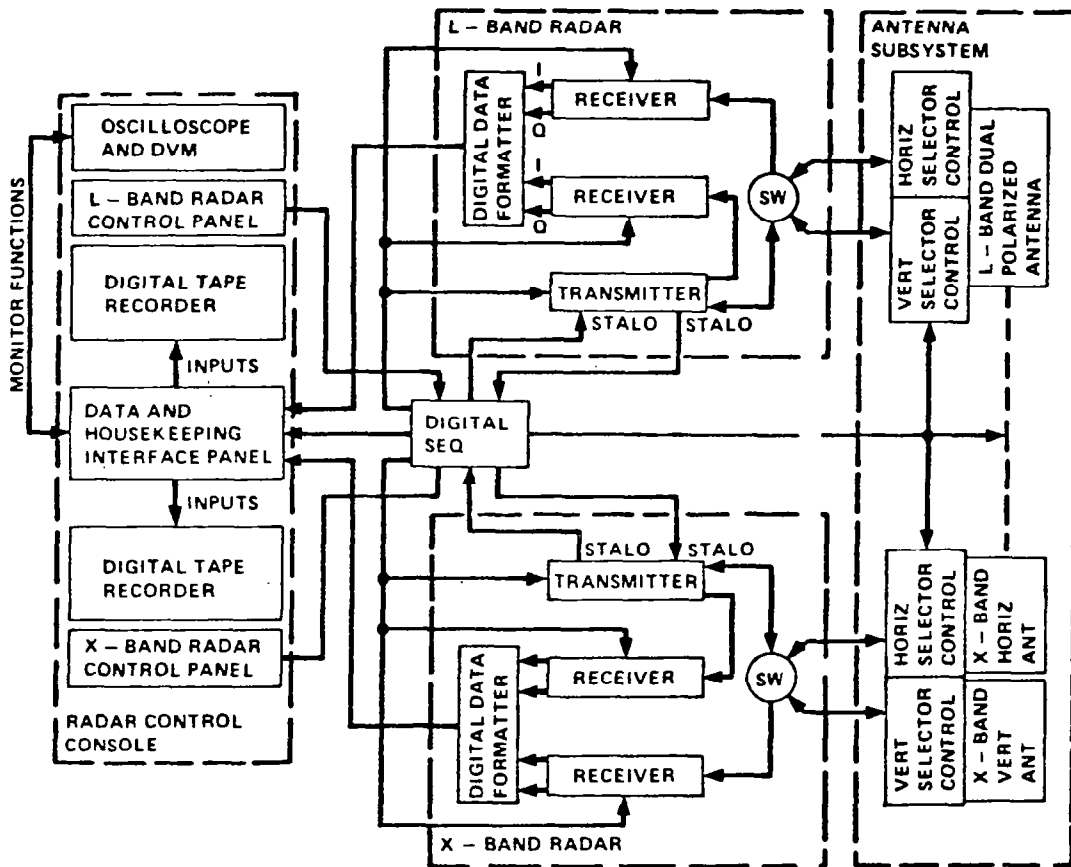 MONITOR FUNCTIONS
OSCILLOSCOPE
AND DVM
L – BAND RADAR
CONTROL PANEL
DIGITAL TAPE
RECORDER
INPUTS
DATA AND
HOUSEKEEPING
INTERFACE PANEL
INPUTS
DIGITAL TAPE
RECORDER
X – BAND RADAR
CONTROL PANEL
RADAR CONTROL
CONSOLE
L – BAND RADAR
DIGITAL DATA
FORMATTER
I
Q
RECEIVER
I
Q
RECEIVER
TRANSMITTER
STALO
STALO
SW
DIGITAL
SEQ
STALO
STALO
TRANSMITTER
DIGITAL DATA
FORMATTER
RECEIVER
RECEIVER
SW
X – BAND RADAR
ANTENNA
SUBSYSTEM
HORIZ
SELECTOR
CONTROL
VERT
SELECTOR
CONTROL
L – BAND DUAL
POLARIZED
ANTENNA
HORIZ
SELECTOR
CONTROL
X – BAND
HORIZ
ANT
VERT
SELECTOR
CONTROL
X – BAND
VERT
ANT